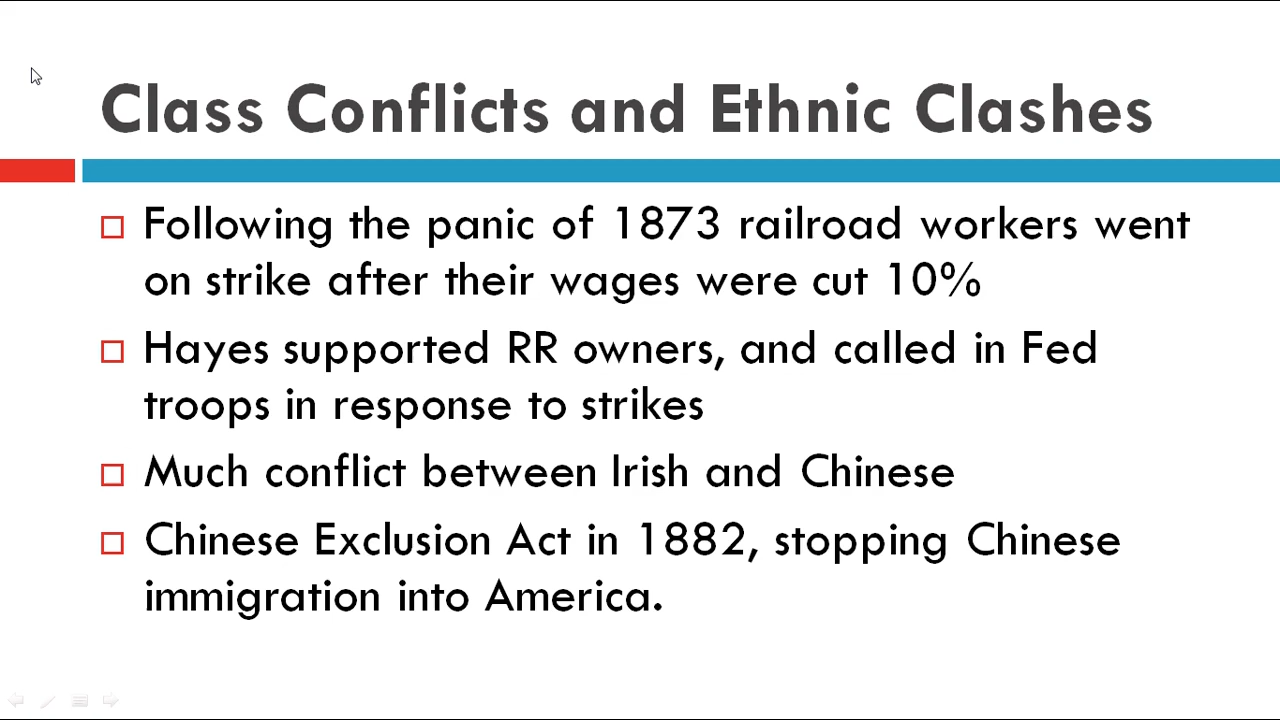 Class Conflicts and Ethnic Clashes
Following the panic of 1873 railroad workers went
on strike after their wages were cut 10%
Hayes supported RR owners, and called in Fed
troops in response to strikes
Much conflict between Irish and Chinese
Chinese Exclusion Act in 1882, stopping Chinese
immigration into America.